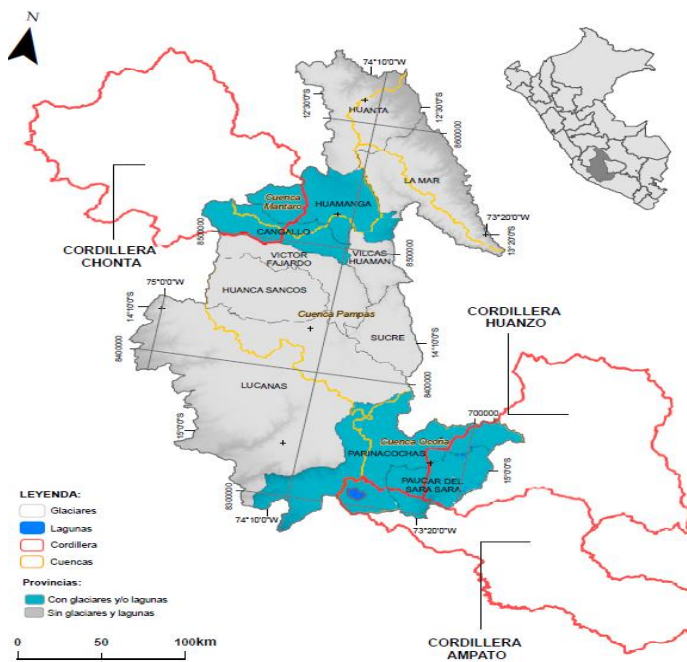 N
74°10'0"W
12°30'0"S
HUANTA
12°30'0"S
8600000
LA MAR
Cuenca
Mantaro
HUAMANGA
73°20'0"W
13°20'0"S
CANGALLO
8500000
CORDILLERA
CHONTA
VICTOR
FAJARDO
VILCAS
HUAMAN
8500000
75°0'0"W
HUANCA SANCOS
14°10'0"S
Cuenca Pampas
CORDILLERA
HUANZO
SUCRE
14°10'0"S
8400000
LUCANAS
8400000
700000
15°0'0"S
Cuenca Ocoña
PARINACOCHAS
15°0'0"S
PAUCAR DEL
SARA SARA
8300000
74°10'0"W
73°20'0"W
LEYENDA:
Glaciares
Lagunas
Cordillera
Cuencas
Provincias:
Con glaciares y/o lagunas
Sin glaciares y lagunas
0 50 100km
CORDILLERA
AMPATO